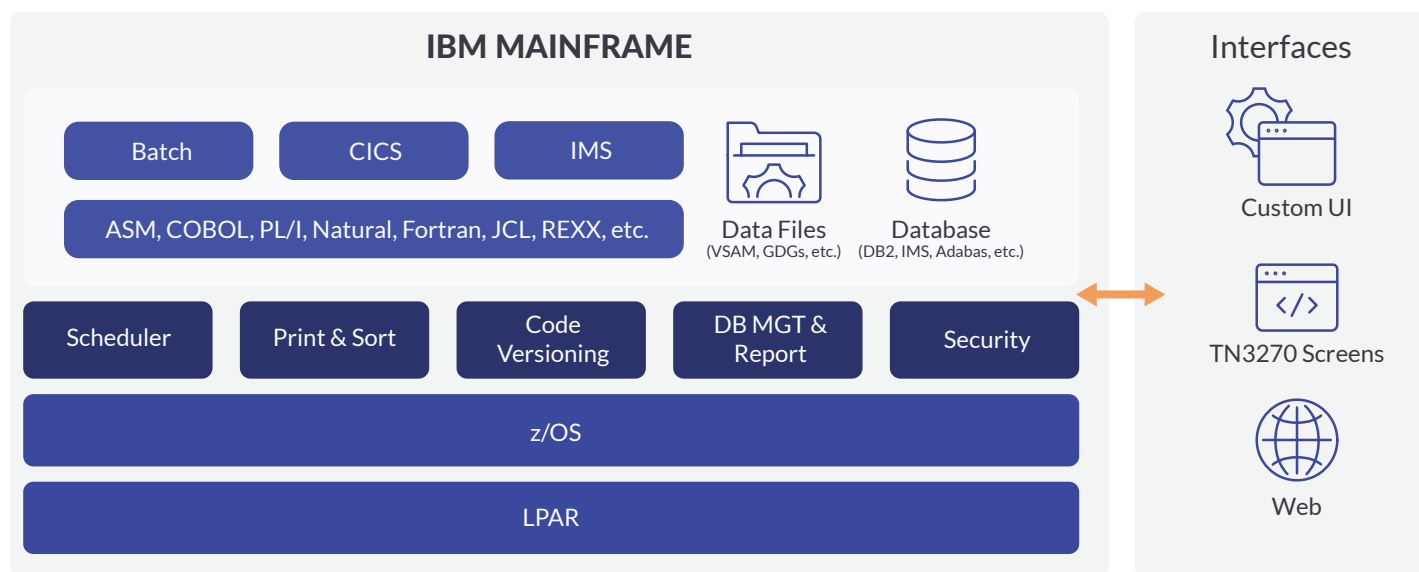 IBM MAINFRAME
Batch
CICS
IMS
ASM, COBOL, PL/I, Natural, Fortran, JCL, REXX, etc.
Data Files
(VSAM, GDGs, etc.)
Database
(DB2, IMS, Adabas, etc.)
Scheduler
Print & Sort
Code
Versioning
DB MGT &
Report
Security
z/OS
LPAR
Interfaces
Custom UI
</>
TN3270 Screens
Web